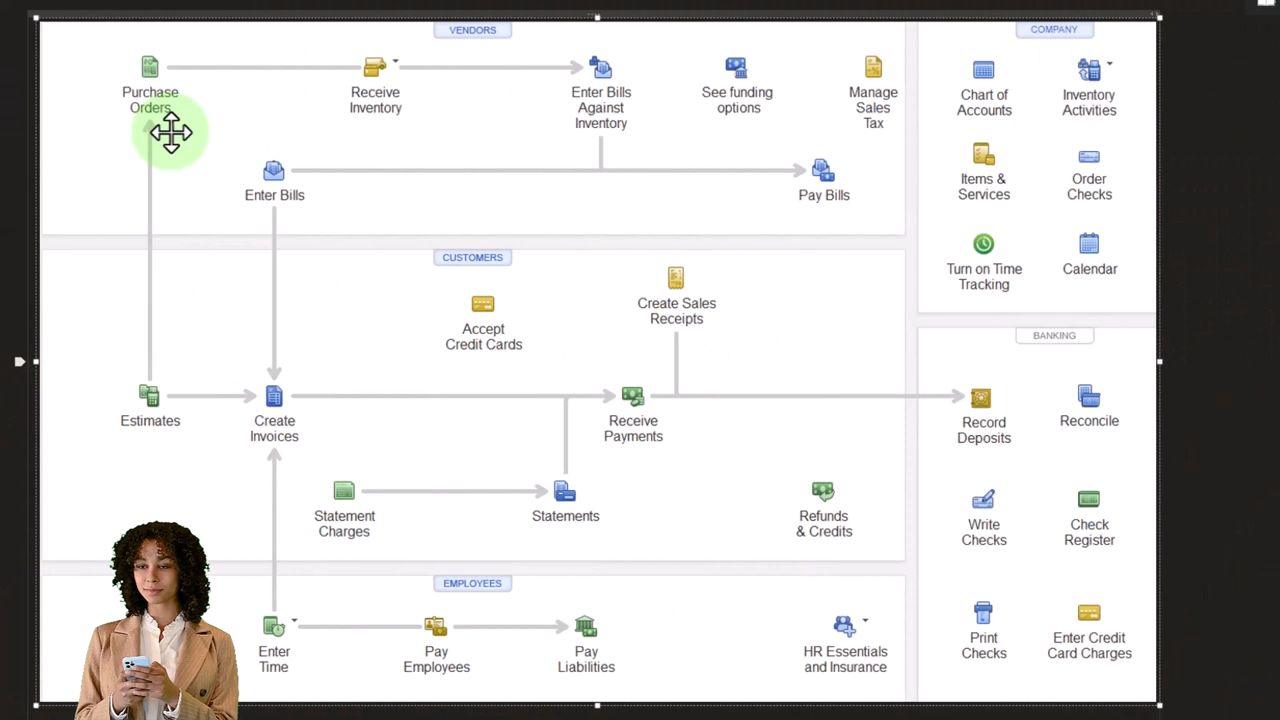 VENDORS
Purchase
Orders
Receive
Inventory
Enter Bills
Against
Inventory
See funding
options
Manage
Sales
Tax
Enter Bills
Pay Bills
CUSTOMERS
Accept
Credit Cards
Create Sales
Receipts
Estimates
Create
Invoices
Receive
Payments
Statement
Charges
Statements
Refunds
& Credits
EMPLOYEES
Enter
Time
Pay
Employees
Pay
Liabilities
HR Essentials
and Insurance
COMPANY
Chart of
Accounts
Inventory
Activities
Items &
Services
Order
Checks
Turn on Time
Tracking
Calendar
BANKING
Record
Deposits
Reconcile
Write
Checks
Check
Register
Print
Checks
Enter Credit
Card Charges